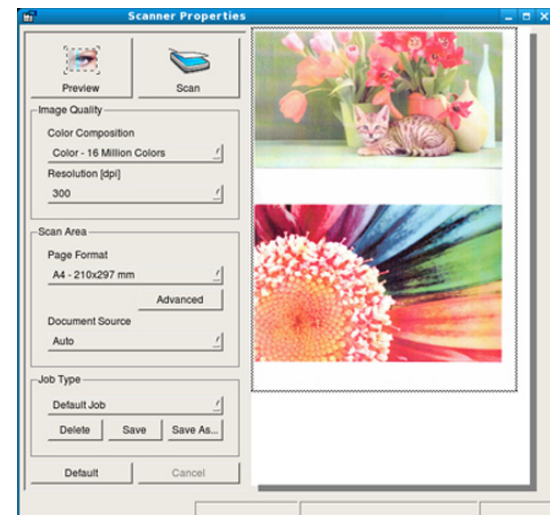 Scanner Properties
Preview
Scan
Image Quality
Color Composition
Color - 16 Million Colors
Resolution [dpi]
300
Scan Area
Page Format
A4 - 210x297 mm
Advanced
Document Source
Auto
Job Type
Default Job
Delete
Save
Save As...
Default
Cancel